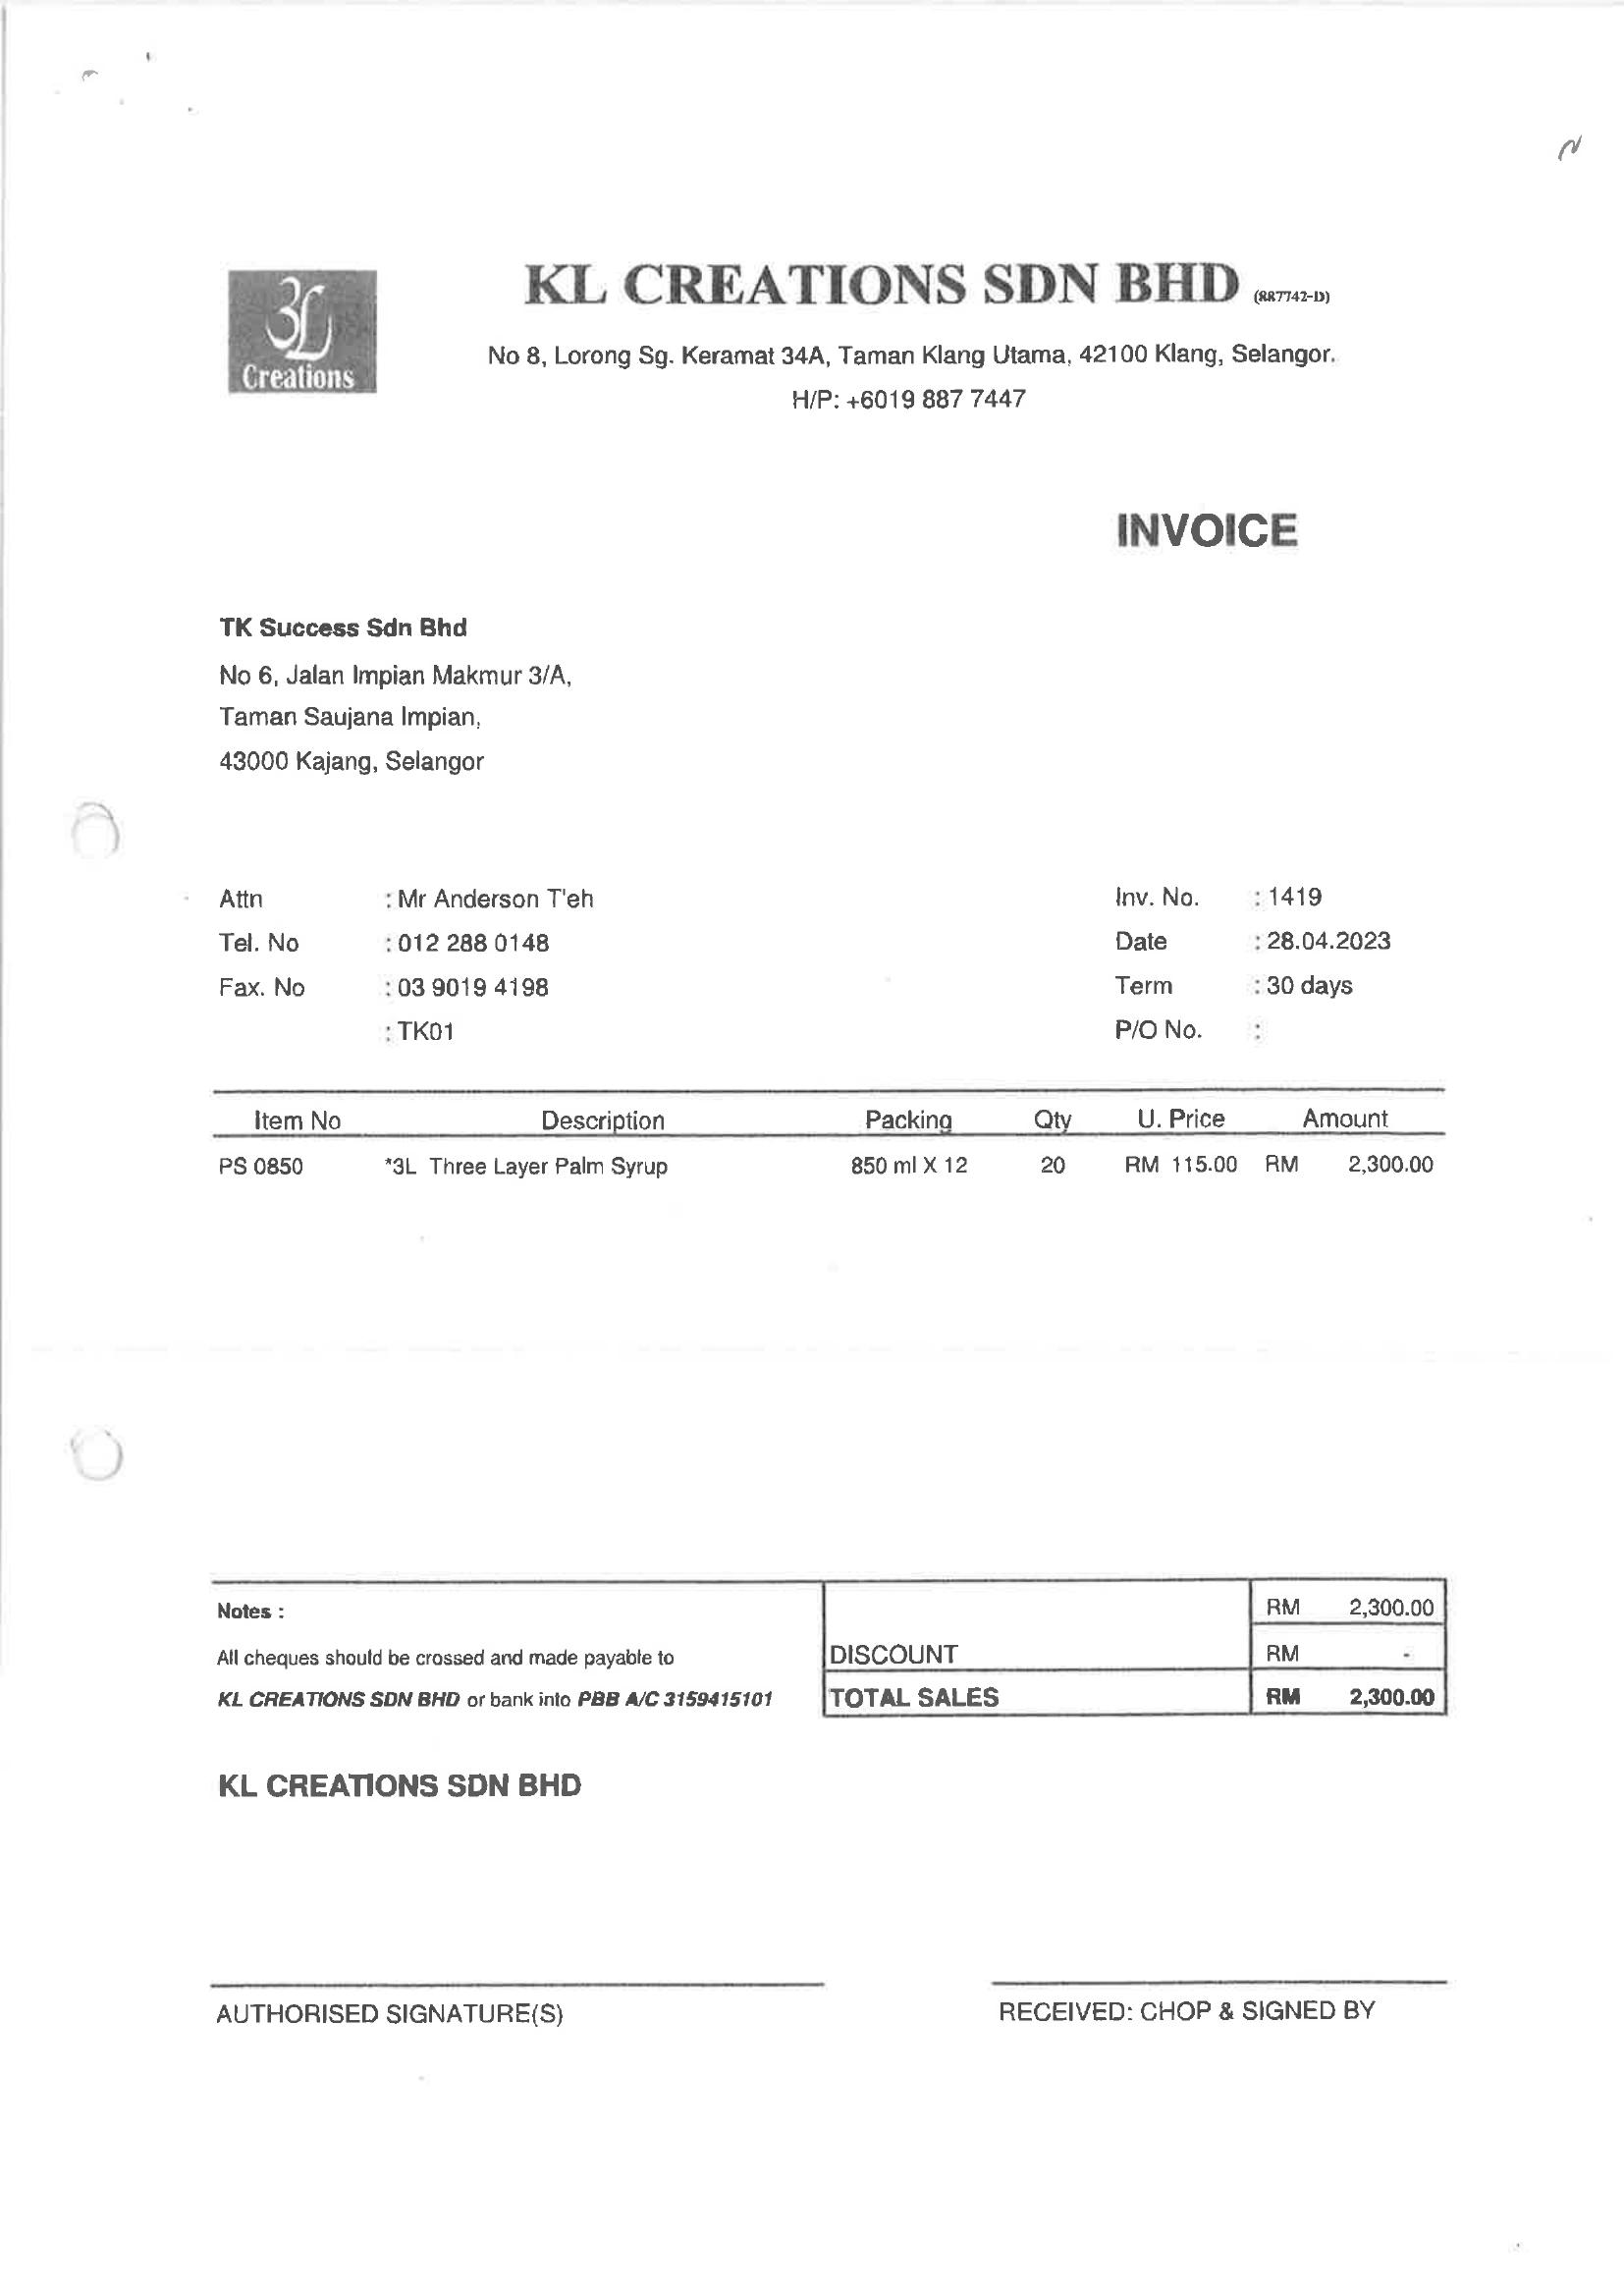 3L
Creations
KL CREATIONS SDN BHD (887742-D)
No 8, Lorong Sg. Keramat 34A, Taman Klang Utama, 42100 Klang, Selangor.
H/P: +6019 887 7447
INVOICE
TK Success Sdn Bhd
No 6, Jalan Impian Makmur 3/A,
Taman Saujana Impian,
43000 Kajang, Selangor
Attn : Mr Anderson T'eh Inv. No. : 1419
Tel. No : 012 288 0148 Date : 28.04.2023
Fax. No : 03 9019 4198 Term : 30 days
: TK01 P/O No. :
Item No Description Packing Qty U. Price Amount
PS 0850 *3L Three Layer Palm Syrup 850 ml X 12 20 RM 115.00 RM 2,300.00
Notes : RM 2,300.00
All cheques should be crossed and made payable to DISCOUNT RM -
KL CREATIONS SDN BHD or bank into PBB A/C 3159415101 TOTAL SALES RM 2,300.00
KL CREATIONS SDN BHD
AUTHORISED SIGNATURE(S) RECEIVED: CHOP & SIGNED BY